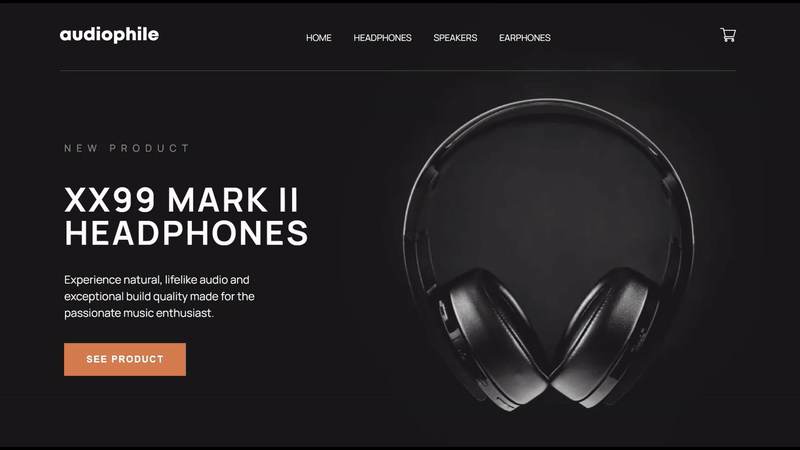 audiophile
HOME HEADPHONES SPEAKERS EARPHONES
NEW PRODUCT
XX99 MARK II
HEADPHONES
Experience natural, lifelike audio and
exceptional build quality made for the
passionate music enthusiast.
SEE PRODUCT